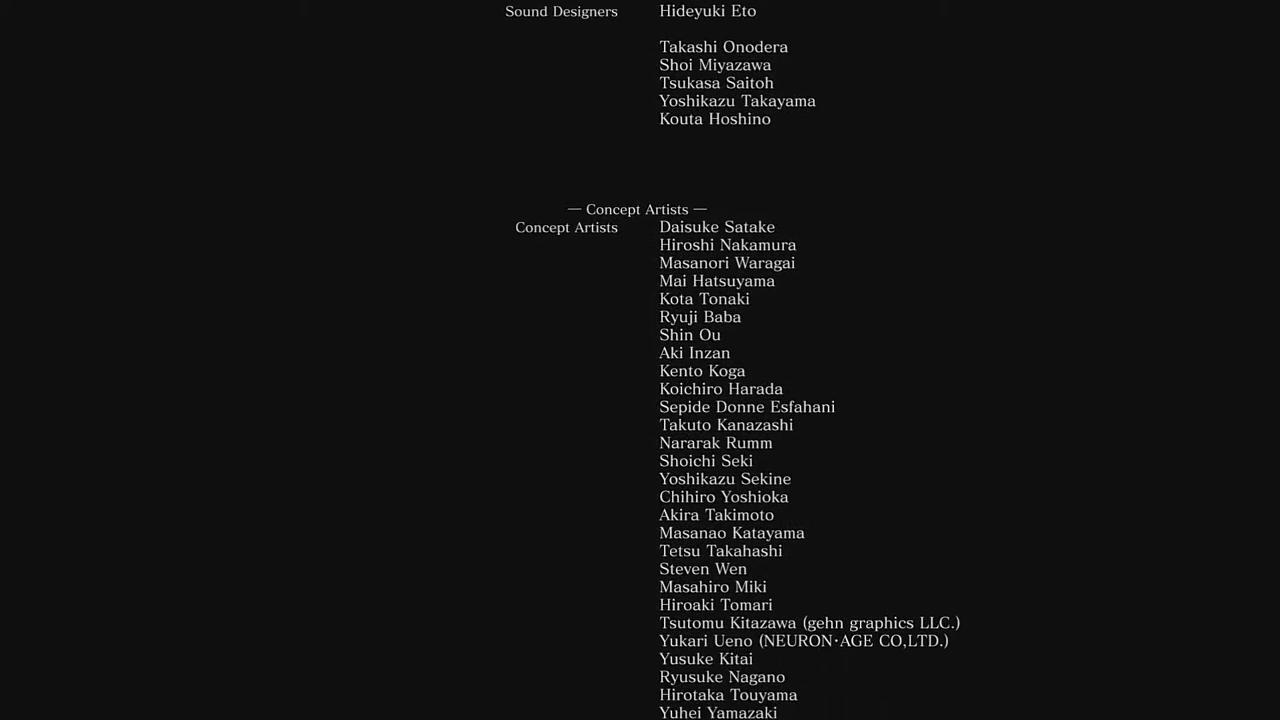 Sound Designers Hideyuki Eto
Takashi Onodera
Shoi Miyazawa
Tsukasa Saitoh
Yoshikazu Takayama
Kouta Hoshino
— Concept Artists —
Concept Artists Daisuke Satake
Hiroshi Nakamura
Masanori Waragai
Mai Hatsuyama
Kota Tonaki
Ryuji Baba
Shin Ou
Aki Inzan
Kento Koga
Koichiro Harada
Sepide Donne Esfahani
Takuto Kanazashi
Nararak Rumm
Shoichi Seki
Yoshikazu Sekine
Chihiro Yoshioka
Akira Takimoto
Masanao Katayama
Tetsu Takahashi
Steven Wen
Masahiro Miki
Hiroaki Tomari
Tsutomu Kitazawa (gehn graphics LLC.)
Yukari Ueno (NEURON・AGE CO,LTD.)
Yusuke Kitai
Ryusuke Nagano
Hirotaka Touyama
Yuhei Yamazaki